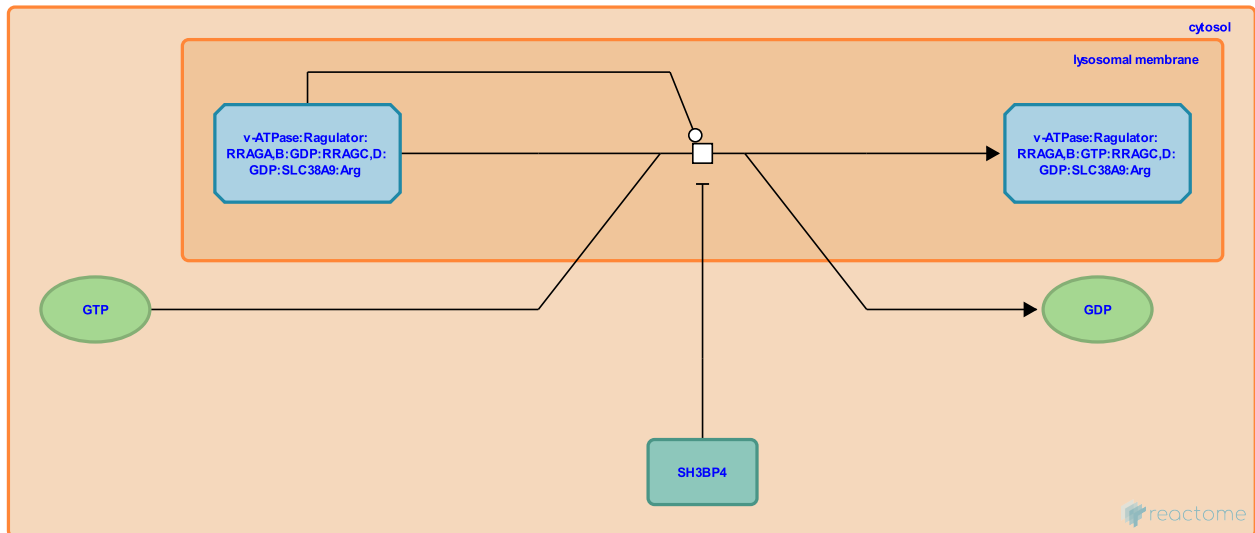 cytosol
lysosomal membrane
v-ATPase:Ragulator:
RRAGA,B:GDP:RRAGC,D:
GDP:SLC38A9:Arg
v-ATPase:Ragulator:
RRAGA,B:GTP:RRAGC,D:
GDP:SLC38A9:Arg
GTP
GDP
SH3BP4
reactome